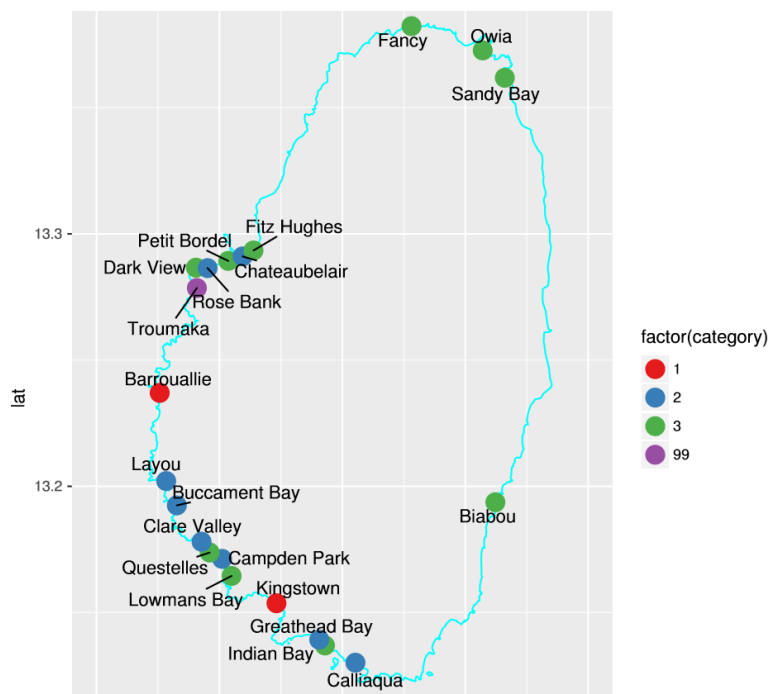 Fancy
Owia
Sandy Bay
13.3
Petit Bordel
Fitz Hughes
Dark View
Chateaubelair
Rose Bank
Troumaka
Barrouallie
lat
Layou
13.2
Buccament Bay
Clare Valley
Biabou
Questelles
Campden Park
Lowmans Bay
Kingstown
Greathead Bay
Indian Bay
Calliaqua
factor(category)
1
2
3
99